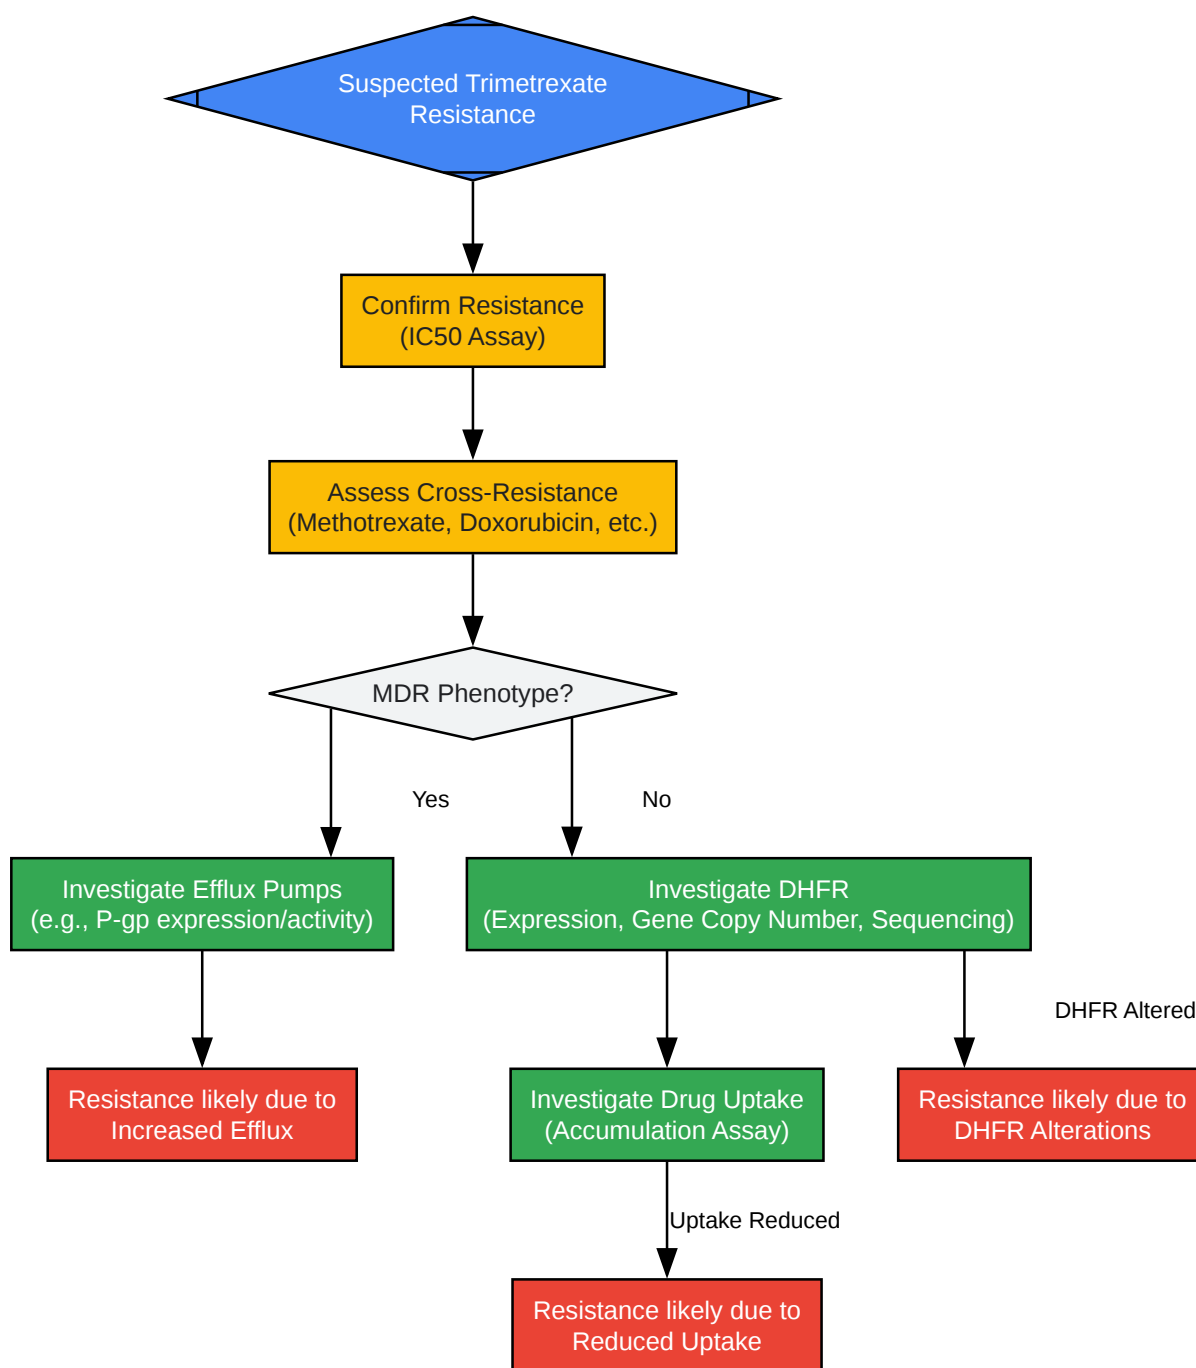 Suspected Trimetrexate
Resistance
Confirm Resistance
(IC50 Assay)
Assess Cross-Resistance
(Methotrexate, Doxorubicin, etc.)
MDR Phenotype?
Yes
No
Investigate Efflux Pumps
(e.g., P-gp expression/activity)
Investigate DHFR
(Expression, Gene Copy Number, Sequencing)
DHFR Altered
Resistance likely due to
Increased Efflux
Investigate Drug Uptake
(Accumulation Assay)
Resistance likely due to
DHFR Alterations
Uptake Reduced
Resistance likely due to
Reduced Uptake